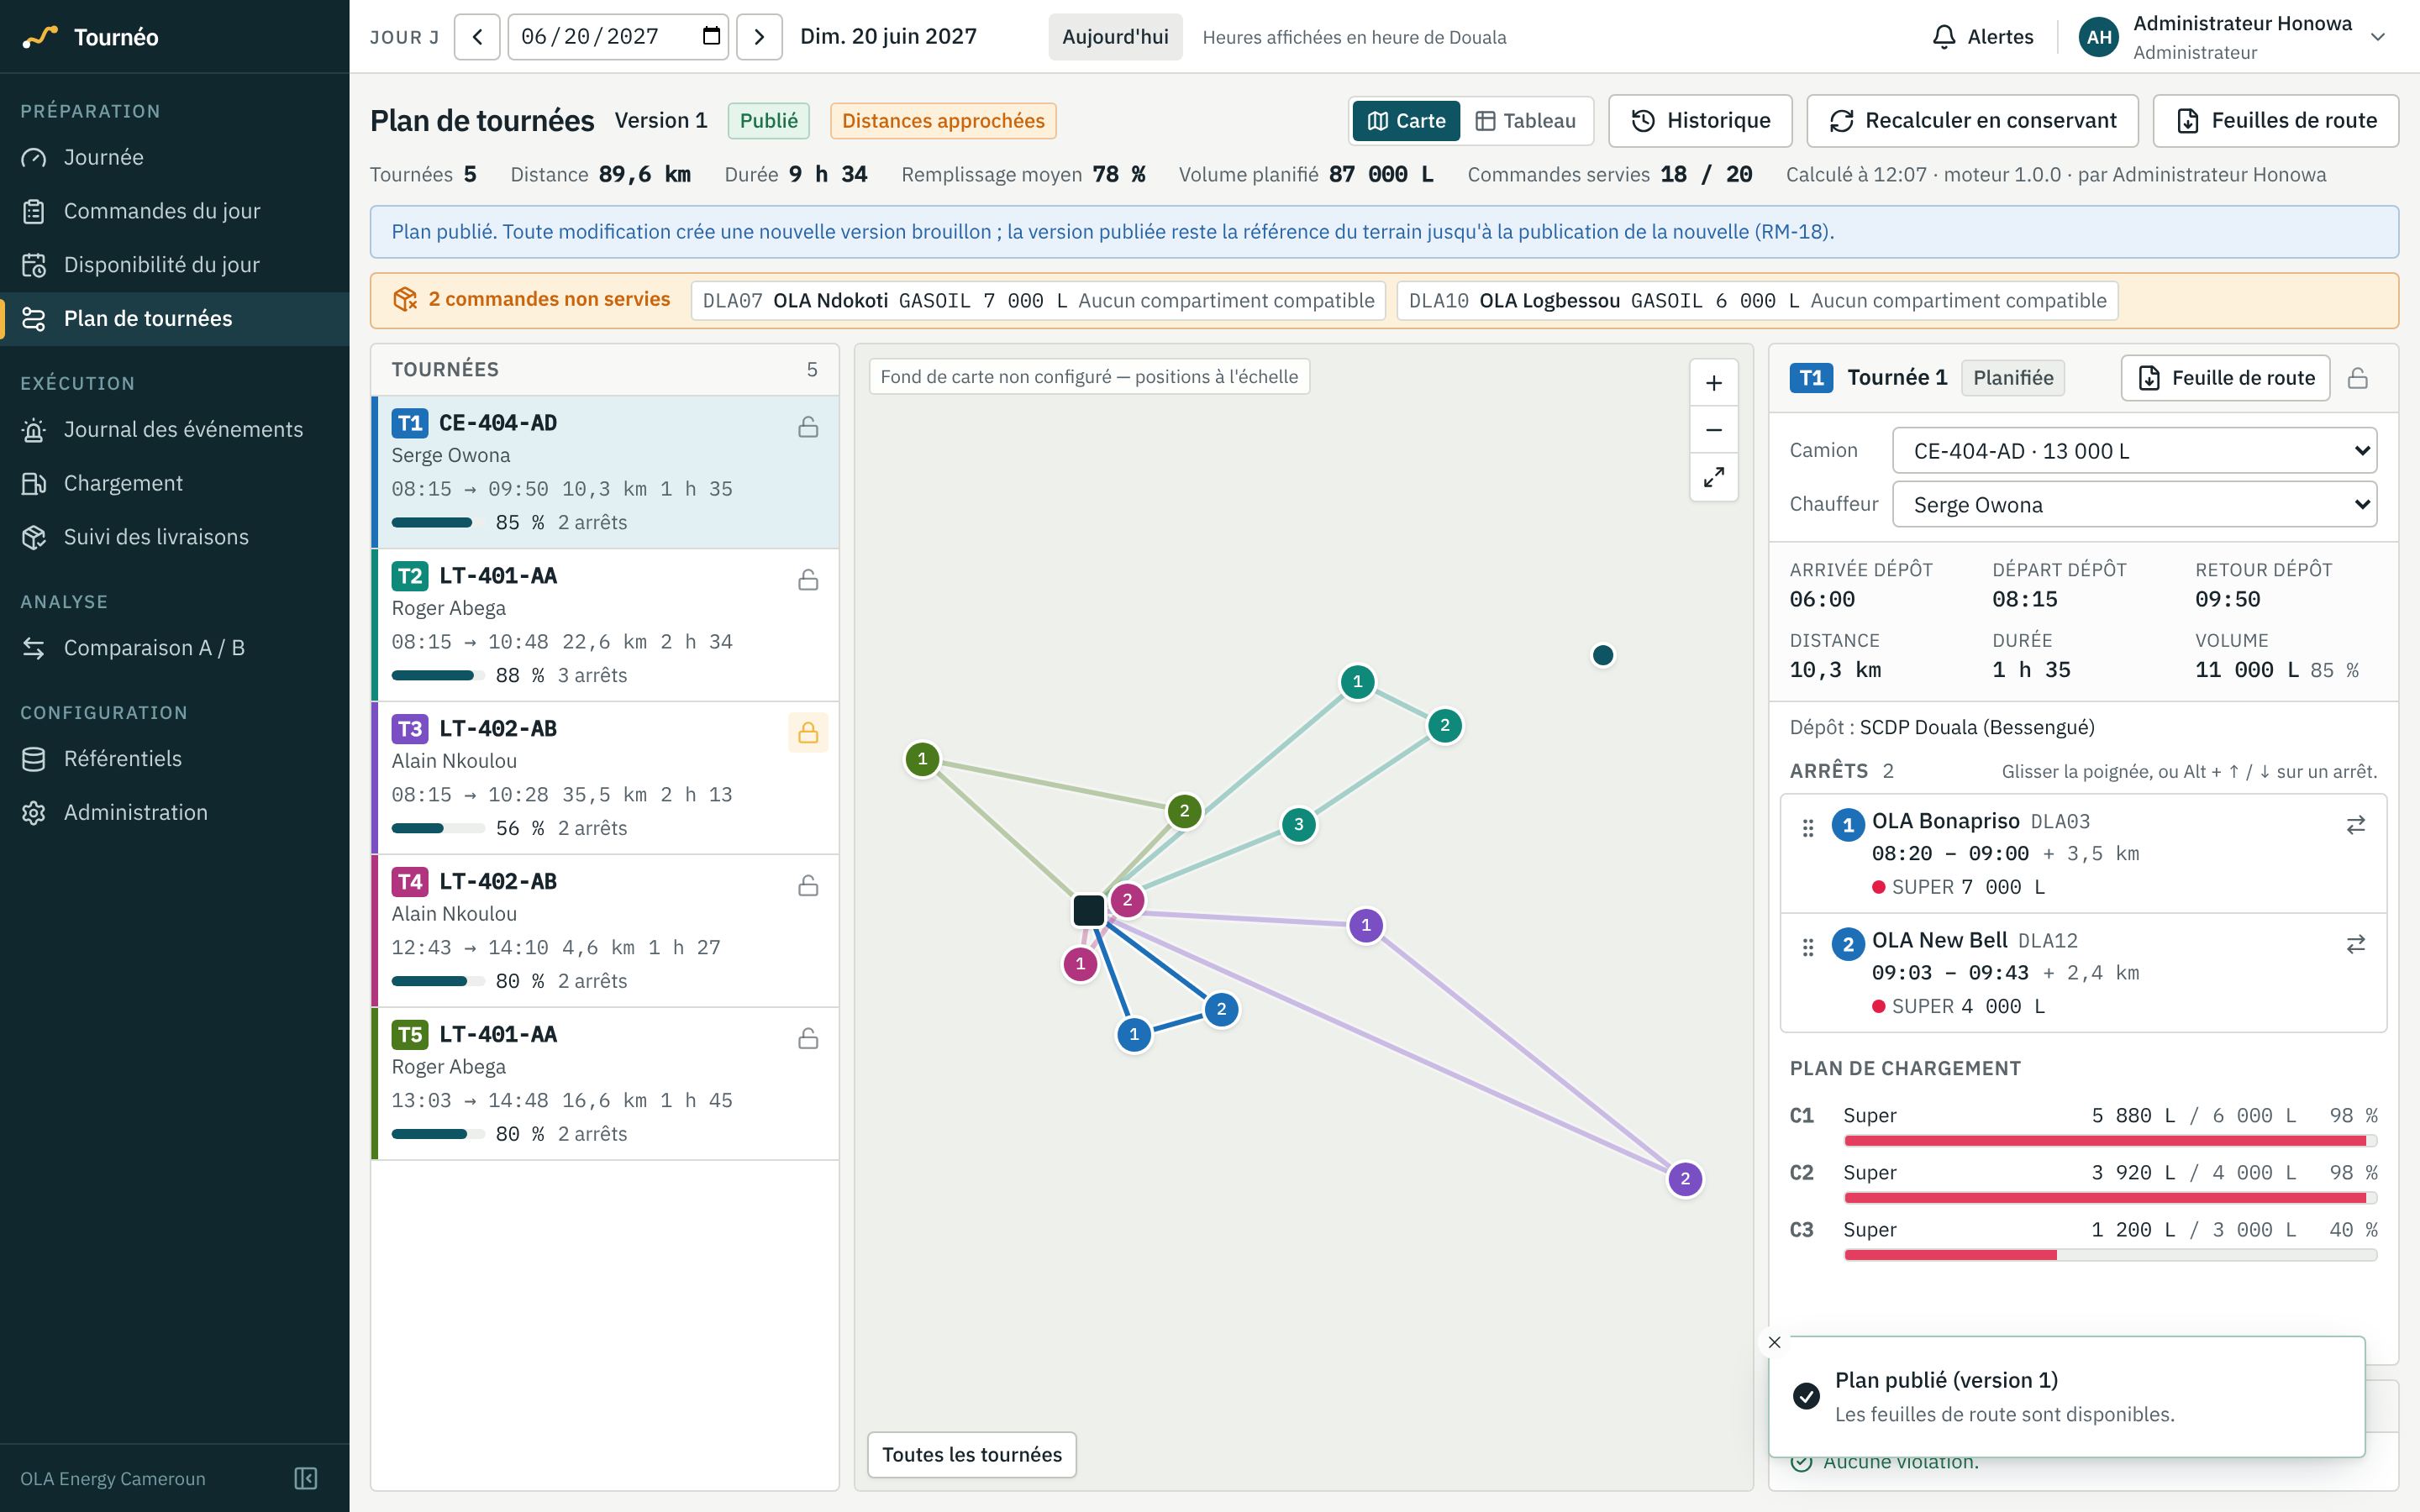 Tournéo
JOUR J
06/20/2027
Dim. 20 juin 2027
Aujourd'hui
Heures affichées en heure de Douala
Alertes
AH
Administrateur Honowa
Administrateur
PRÉPARATION
Journée
Commandes du jour
Disponibilité du jour
Plan de tournées
EXÉCUTION
Journal des événements
Chargement
Suivi des livraisons
ANALYSE
Comparaison A / B
CONFIGURATION
Référentiels
Administration
OLA Energy Cameroun
Plan de tournées Version 1 Publié Distances approchées
Carte Tableau Historique Recalculer en conservant Feuilles de route
Tournées 5 Distance 89,6 km Durée 9 h 34 Remplissage moyen 78 % Volume planifié 87 000 L Commandes servies 18 / 20 Calculé à 12:07 · moteur 1.0.0 · par Administrateur Honowa
Plan publié. Toute modification crée une nouvelle version brouillon ; la version publiée reste la référence du terrain jusqu'à la publication de la nouvelle (RM-18).
2 commandes non servies DLA07 OLA Ndokoti GASOIL 7 000 L Aucun compartiment compatible DLA10 OLA Logbessou GASOIL 6 000 L Aucun compartiment compatible
TOURNÉES 5
T1 CE-404-AD
Serge Owona
08:15 → 09:50 10,3 km 1 h 35
85 % 2 arrêts
T2 LT-401-AA
Roger Abega
08:15 → 10:48 22,6 km 2 h 34
88 % 3 arrêts
T3 LT-402-AB
Alain Nkoulou
08:15 → 10:28 35,5 km 2 h 13
56 % 2 arrêts
T4 LT-402-AB
Alain Nkoulou
12:43 → 14:10 4,6 km 1 h 27
80 % 2 arrêts
T5 LT-401-AA
Roger Abega
13:03 → 14:48 16,6 km 1 h 45
80 % 2 arrêts
Fond de carte non configuré — positions à l'échelle
+
−
1
2
1
2
3
2
1
1
2
1
2
Toutes les tournées
T1 Tournée 1 Planifiée Feuille de route
Camion CE-404-AD · 13 000 L
Chauffeur Serge Owona
ARRIVÉE DÉPÔT DÉPART DÉPÔT RETOUR DÉPÔT
06:00 08:15 09:50
DISTANCE DURÉE VOLUME
10,3 km 1 h 35 11 000 L 85 %
Dépôt : SCDP Douala (Bessengué)
ARRÊTS 2 Glisser la poignée, ou Alt + ↑ / ↓ sur un arrêt.
1 OLA Bonapriso DLA03
08:20 – 09:00 + 3,5 km
SUPER 7 000 L
2 OLA New Bell DLA12
09:03 – 09:43 + 2,4 km
SUPER 4 000 L
PLAN DE CHARGEMENT
C1 Super 5 880 L / 6 000 L 98 %
C2 Super 3 920 L / 4 000 L 98 %
C3 Super 1 200 L / 3 000 L 40 %
Plan publié (version 1)
Les feuilles de route sont disponibles.
Aucune violation.